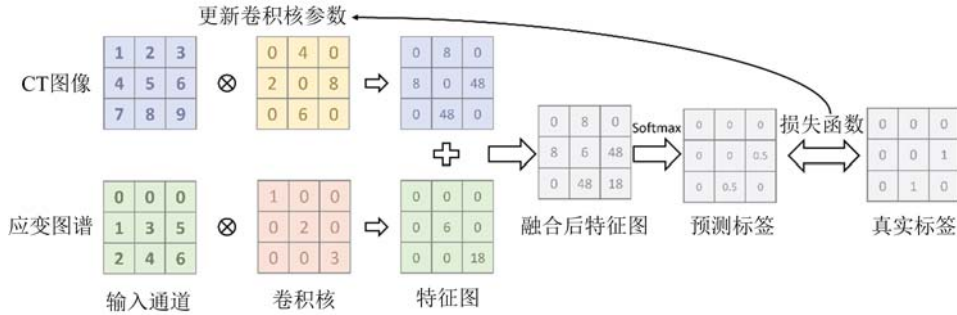 更新卷积核参数
CT图像
1 2 3
4 5 6
7 8 9
⊗
0 4 0
2 0 8
0 6 0
0 8 0
8 0 48
0 48 0
应变图谱
0 0 0
1 3 5
2 4 6
⊗
1 0 0
0 2 0
0 0 3
0 0 0
0 6 0
0 0 18
0 8 0
8 6 48
0 48 18
Softmax
0 0 0
0 0 0.5
0 0.5 0
损失函数
0 0 0
0 0 1
0 1 0
融合后特征图
预测标签
真实标签
输入通道
卷积核
特征图